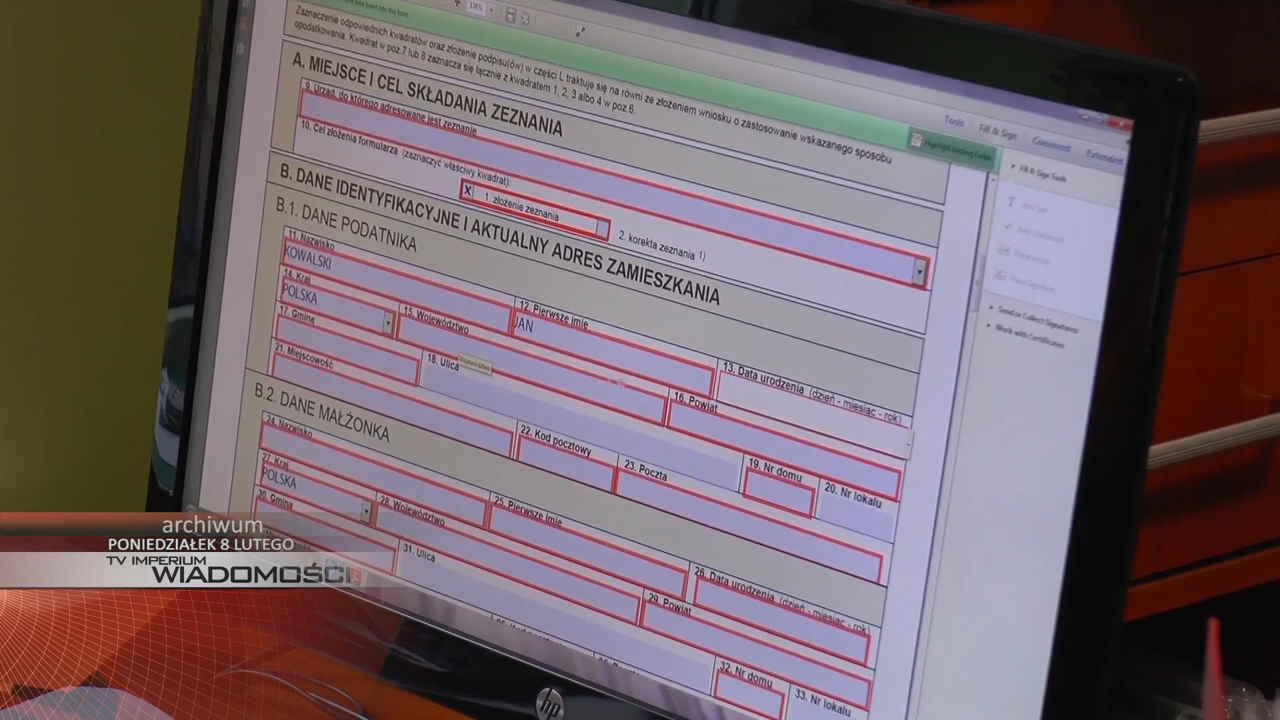 178%
Zaznaczenie odpowiednich kwadratów oraz złożenie podpisu(ów) w części L traktuje się na równi ze złożeniem wniosku o zastosowanie wskazanego sposobu
opodatkowania. Kwadrat w poz.7 lub 8 zaznacza się łącznie z kwadratem 1, 2, 3 albo 4 w poz.6.
Tools
Fill & Sign
Comment
Extended
Highlight Existing Fields
Fill & Sign Tools
Send or Collect Signatures
Work with Certificates
A. MIEJSCE I CEL SKŁADANIA ZEZNANIA
9. Urząd, do którego adresowane jest zeznanie
10. Cel złożenia formularza (zaznaczyć właściwy kwadrat):
X 1. złożenie zeznania
2. korekta zeznania 1)
B. DANE IDENTYFIKACYJNE I AKTUALNY ADRES ZAMIESZKANIA
B.1. DANE PODATNIKA
11. Nazwisko
KOWALSKI
12. Pierwsze imię
JAN
13. Data urodzenia (dzień - miesiąc - rok)
14. Kraj
POLSKA
15. Województwo
16. Powiat
17. Gmina
18. Ulica
19. Nr domu
20. Nr lokalu
21. Miejscowość
22. Kod pocztowy
23. Poczta
B.2. DANE MAŁŻONKA
24. Nazwisko
25. Pierwsze imię
26. Data urodzenia (dzień - miesiąc - rok)
27. Kraj
POLSKA
28. Województwo
29. Powiat
30. Gmina
31. Ulica
32. Nr domu
33. Nr lokalu
archiwum
PONIEDZIAŁEK 8 LUTEGO
TV IMPERIUM
WIADOMOŚCI
hp